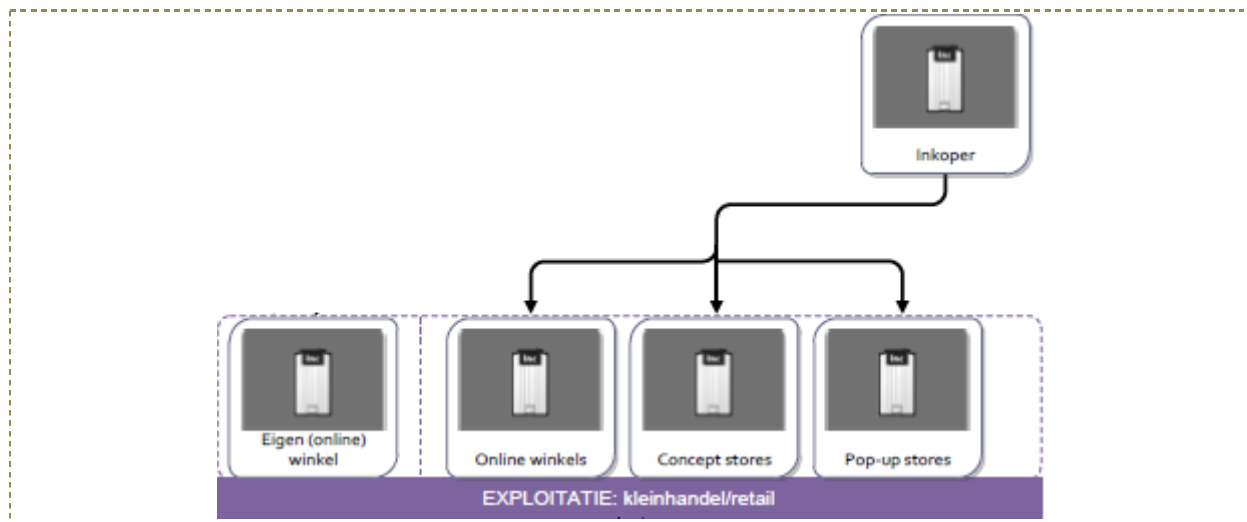 Inkoper
Eigen (online)
winkel
Online winkels
Concept stores
Pop-up stores
EXPLOITATIE: kleinhandel/retail